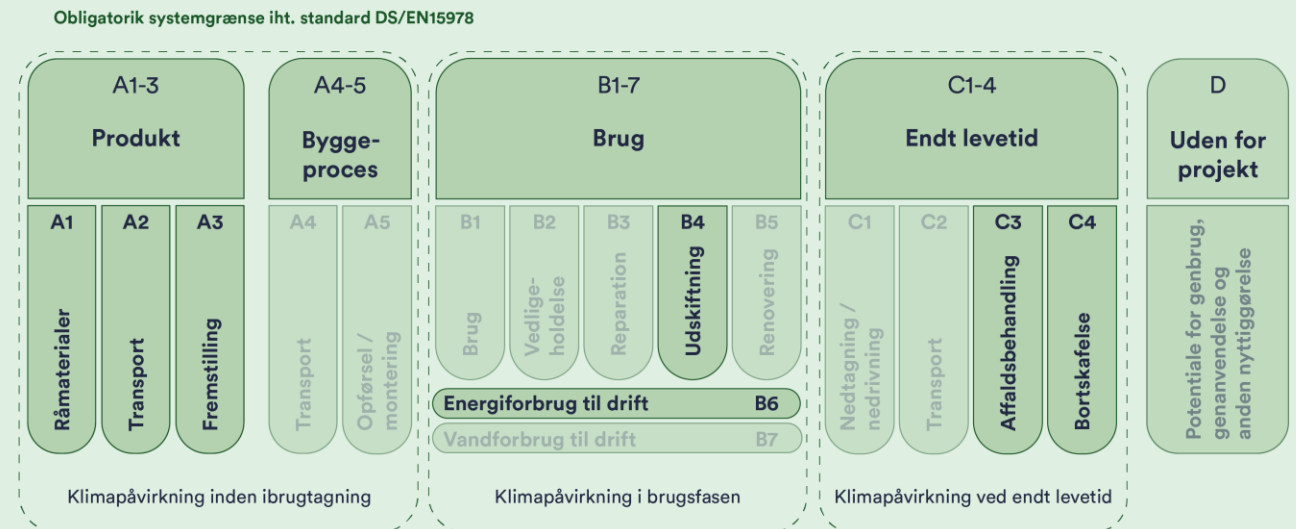 Obligatorik systemgrænse iht. standard DS/EN15978
A1-3
Produkt
A4-5
Bygge-
proces
B1-7
Brug
C1-4
Endt levetid
D
Uden for
projekt
A1
Råmaterialer
A2
Transport
A3
Fremstilling
A4
Transport
A5
Opførsel /
montering
B1
Brug
B2
Vedlige-
holdelse
B3
Reparation
B4
Udskiftning
B5
Renovering
Energiforbrug til drift B6
Vandforbrug til drift B7
C1
Nedtagning /
nedrivning
C2
Transport
C3
Affaldsbehandling
C4
Bortskafelse
Potentiale for genbrug,
genanvendelse og
anden nyttiggørelse
Klimapåvirkning inden ibrugtagning
Klimapåvirkning i brugsfasen
Klimapåvirkning ved endt levetid